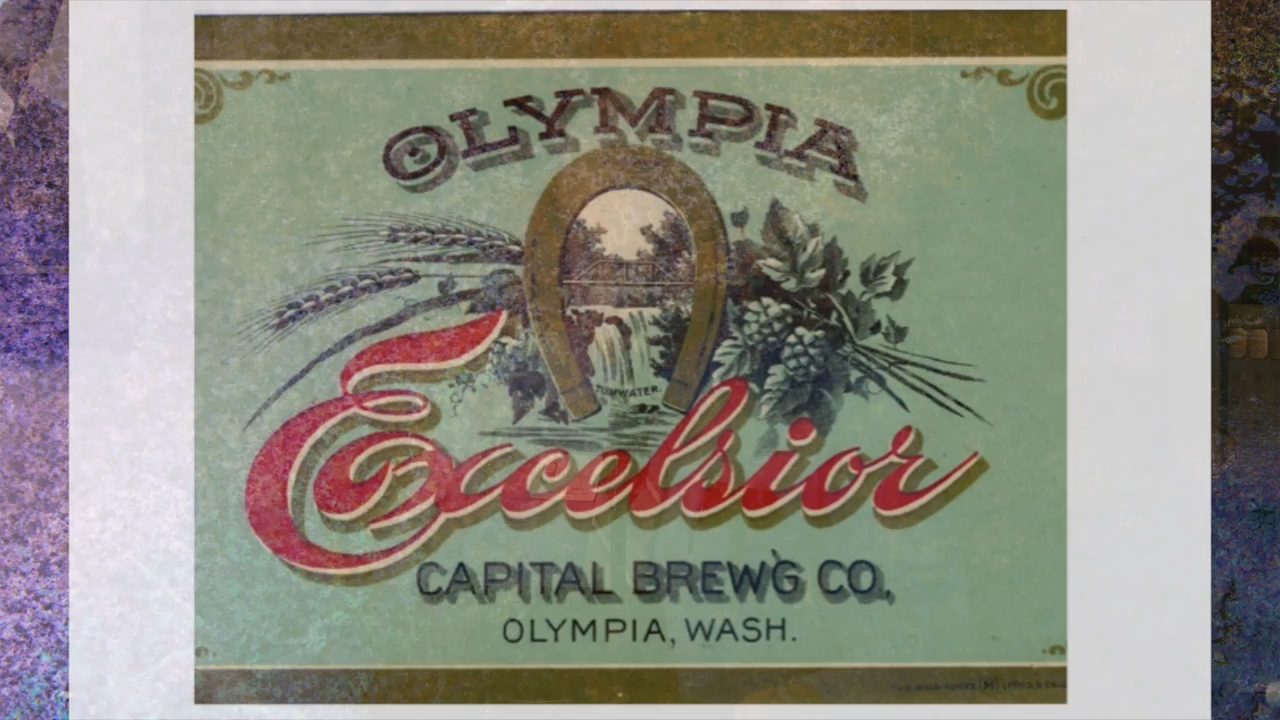 OLYMPIA
TUMWATER
Excelsior
CAPITAL BREW'G CO.,
OLYMPIA, WASH.